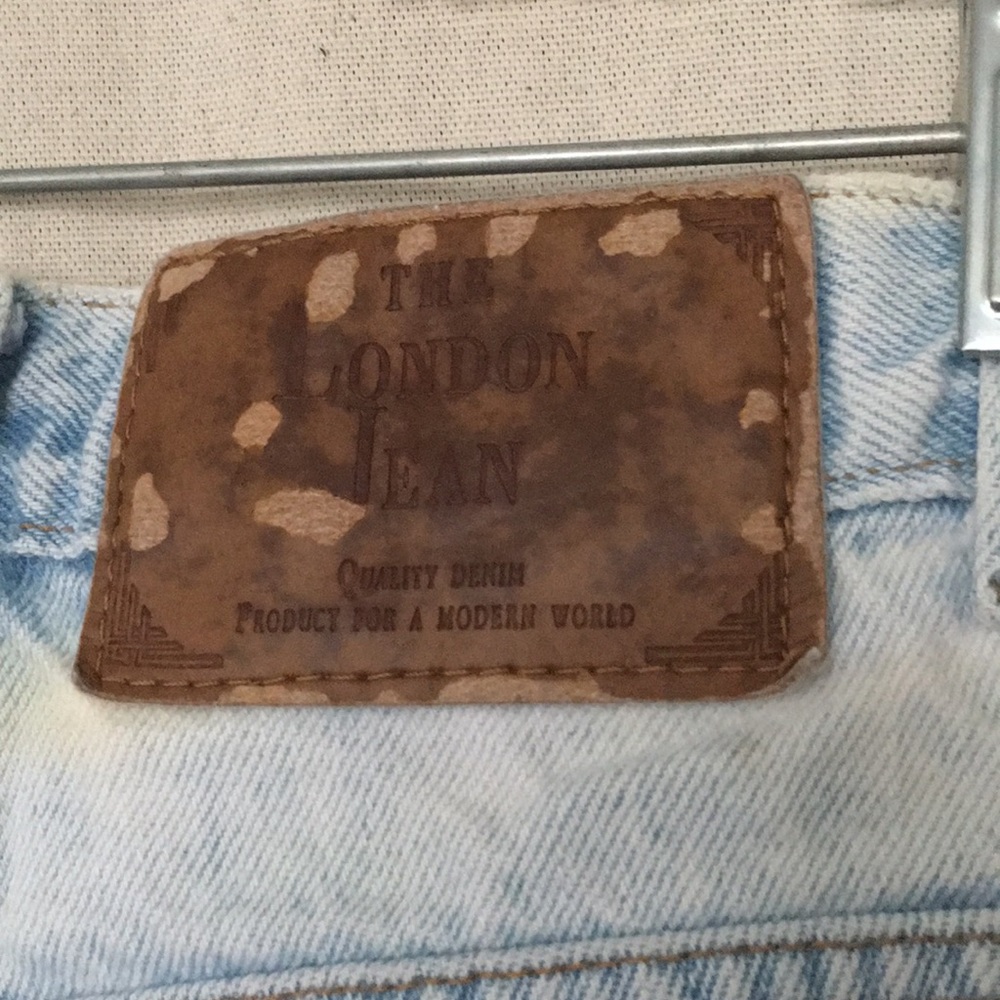 THE
LONDON
JEAN
QUALITY DENIM
PRODUCT FOR A MODERN WORLD